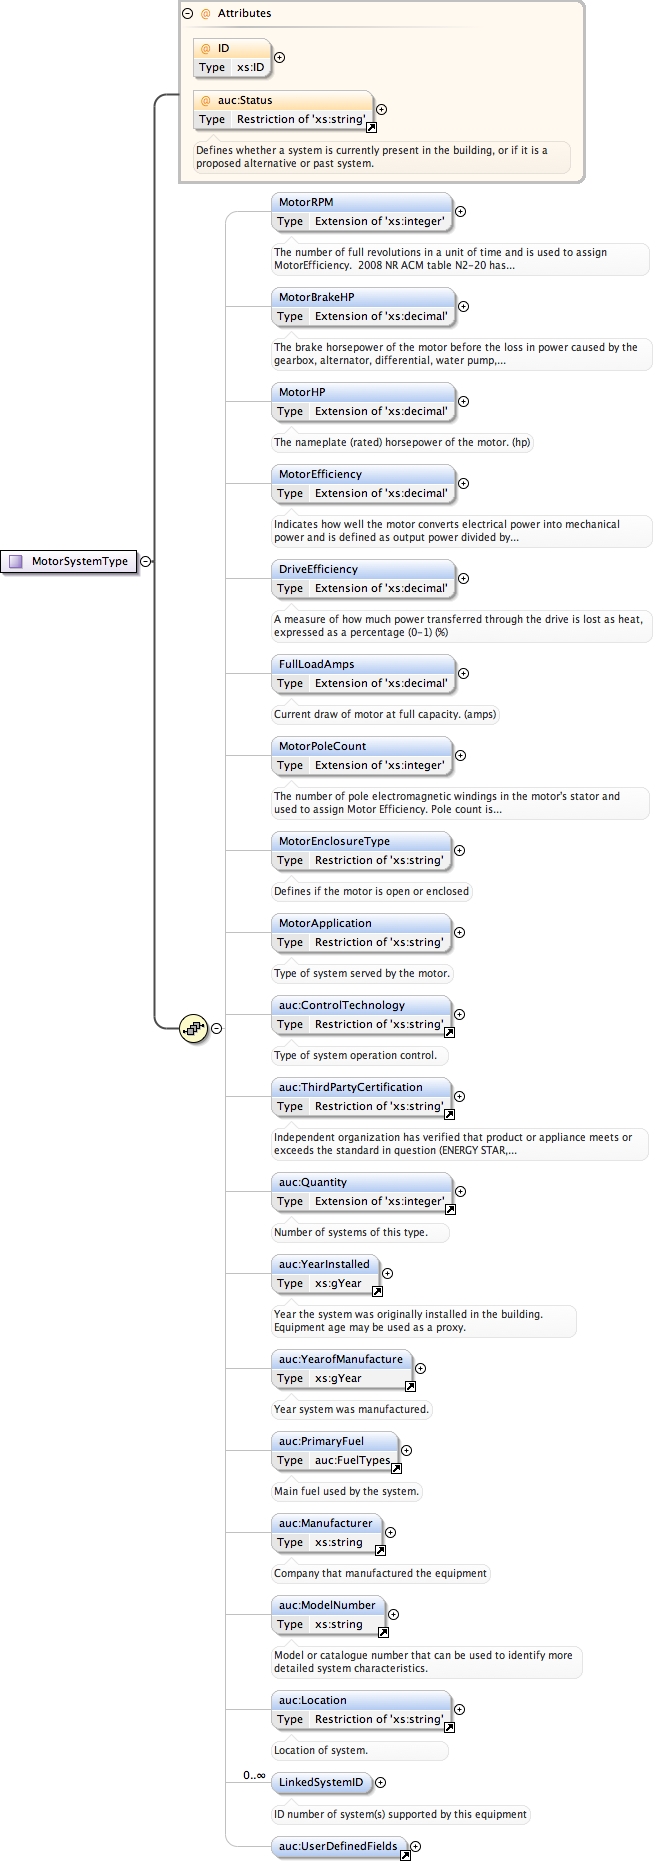 @ Attributes
@ ID
Type xs:ID
@ auc:Status
Type Restriction of 'xs:string'
Defines whether a system is currently present in the building, or if it is a
proposed alternative or past system.
MotorRPM
Type Extension of 'xs:integer'
The number of full revolutions in a unit of time and is used to assign
MotorEfficiency.  2008 NR ACM table N2-20 has...
MotorBrakeHP
Type Extension of 'xs:decimal'
The brake horsepower of the motor before the loss in power caused by the
gearbox, alternator, differential, water pump,...
MotorHP
Type Extension of 'xs:decimal'
The nameplate (rated) horsepower of the motor. (hp)
MotorEfficiency
Type Extension of 'xs:decimal'
Indicates how well the motor converts electrical power into mechanical
power and is defined as output power divided by...
MotorSystemType
DriveEfficiency
Type Extension of 'xs:decimal'
A measure of how much power transferred through the drive is lost as heat,
expressed as a percentage (0-1) (%)
FullLoadAmps
Type Extension of 'xs:decimal'
Current draw of motor at full capacity. (amps)
MotorPoleCount
Type Extension of 'xs:integer'
The number of pole electromagnetic windings in the motor's stator and
used to assign Motor Efficiency. Pole count is...
MotorEnclosureType
Type Restriction of 'xs:string'
Defines if the motor is open or enclosed
MotorApplication
Type Restriction of 'xs:string'
Type of system served by the motor.
auc:ControlTechnology
Type Restriction of 'xs:string'
Type of system operation control.
auc:ThirdPartyCertification
Type Restriction of 'xs:string'
Independent organization has verified that product or appliance meets or
exceeds the standard in question (ENERGY STAR,...
auc:Quantity
Type Extension of 'xs:integer'
Number of systems of this type.
auc:YearInstalled
Type xs:gYear
Year the system was originally installed in the building.
Equipment age may be used as a proxy.
auc:YearofManufacture
Type xs:gYear
Year system was manufactured.
auc:PrimaryFuel
Type auc:FuelTypes
Main fuel used by the system.
auc:Manufacturer
Type xs:string
Company that manufactured the equipment
auc:ModelNumber
Type xs:string
Model or catalogue number that can be used to identify more
detailed system characteristics.
auc:Location
Type Restriction of 'xs:string'
Location of system.
0..∞
LinkedSystemID
ID number of system(s) supported by this equipment
auc:UserDefinedFields